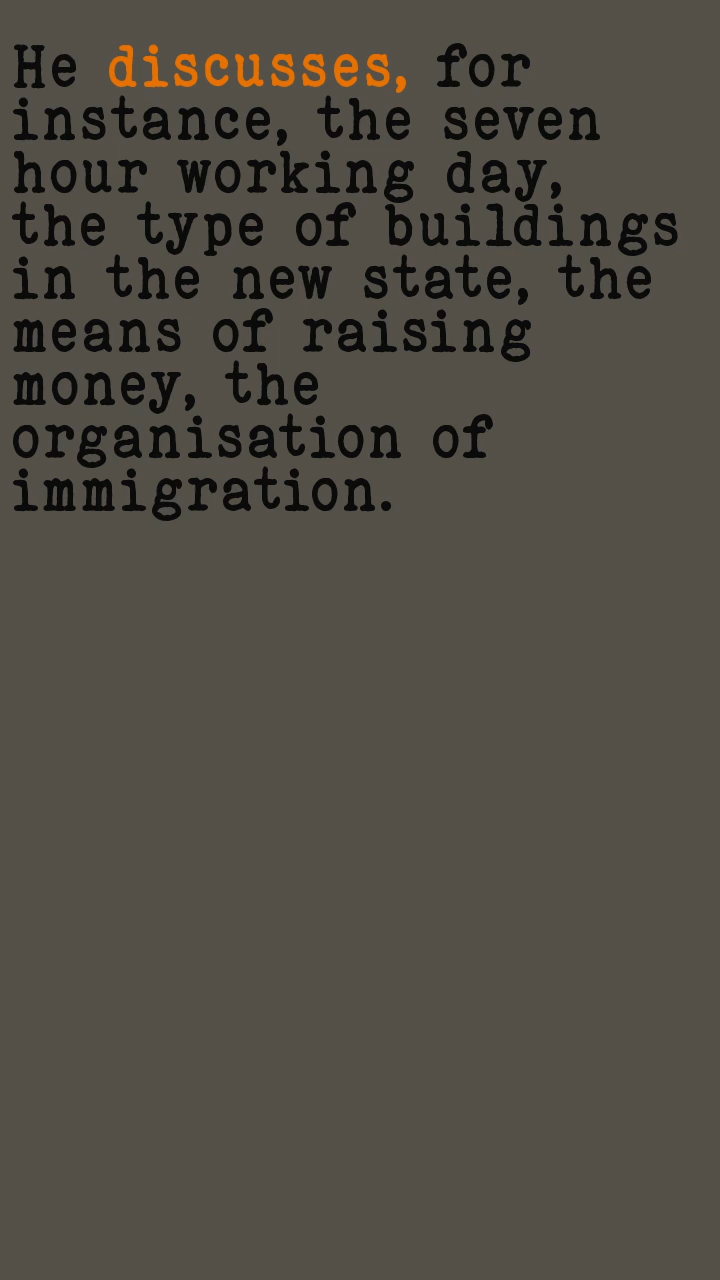 He discusses, for
instance, the seven
hour working day,
the type of buildings
in the new state, the
means of raising
money, the
organisation of
immigration.